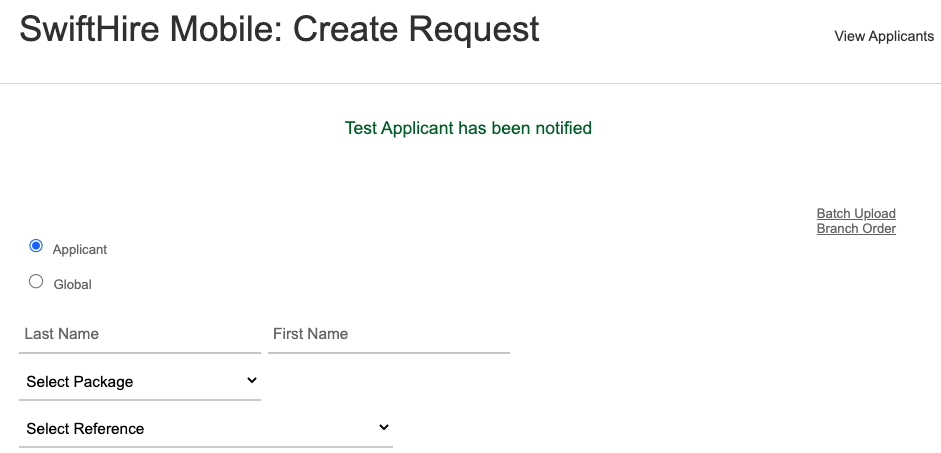 SwiftHire Mobile: Create Request
View Applicants
Test Applicant has been notified
Batch Upload
Branch Order
Applicant
Global
Last Name
First Name
Select Package
Select Reference